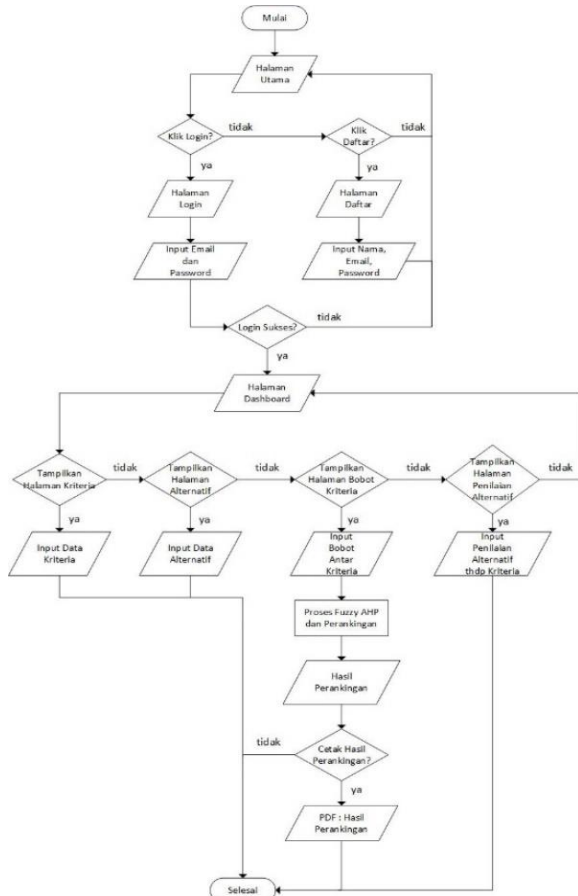 Mulai
Halaman
Utama
Klik Login?
tidak
Klik
Daftar?
tidak
ya
ya
Halaman
Login
Halaman
Daftar
Input Email
dan
Password
Input Nama,
Email,
Password
Login Sukses?
tidak
ya
Halaman
Dashboard
Tampilkan
Halaman Kriteria
tidak
Tampilkan
Halaman
Alternatif
tidak
Tampilkan
Halaman Bobot
Kriteria
tidak
Tampilkan
Halaman
Penilaian
Alternatif
tidak
ya
ya
ya
ya
Input Data
Kriteria
Input Data
Alternatif
Input
Bobot
Antar
Kriteria
Input
Penilaian
Alternatif
thdp Kriteria
Proses Fuzzy AHP
dan Perankingan
Hasil
Perankingan
tidak
Cetak Hasil
Perankingan?
ya
PDF : Hasil
Perankingan
Selesai